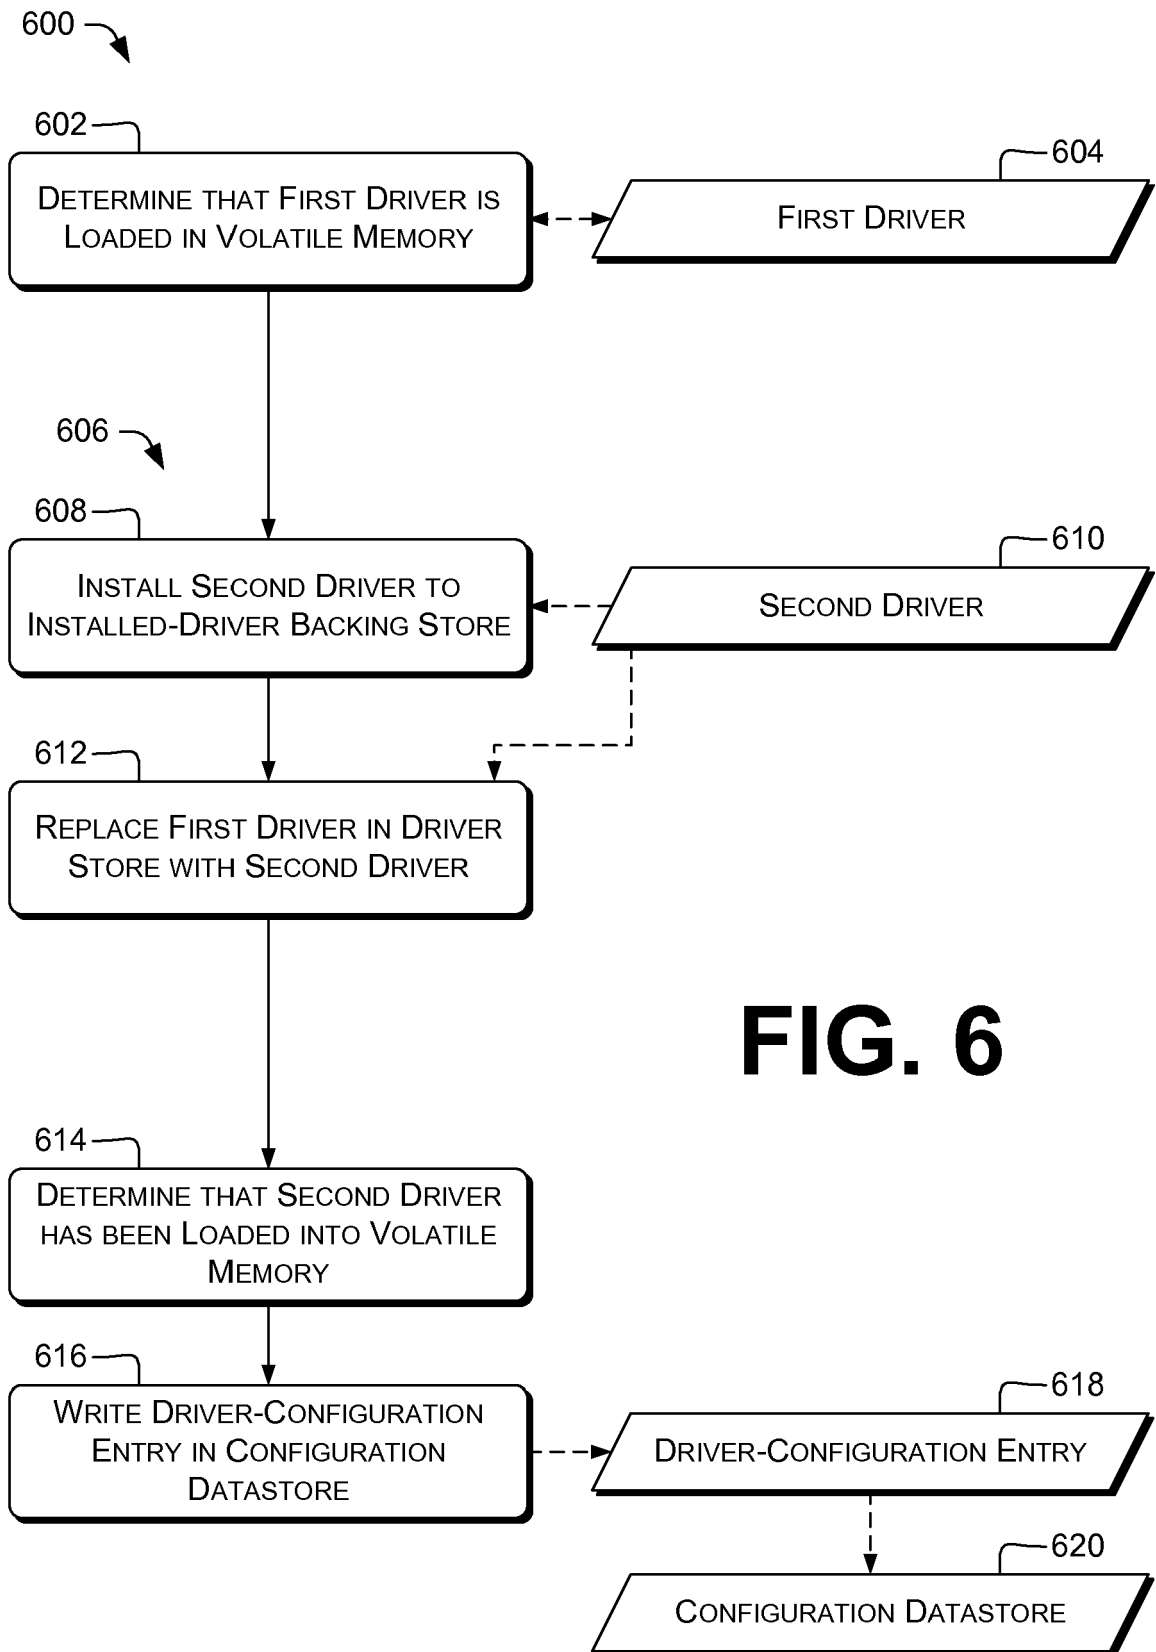 600
602
604
DETERMINE THAT FIRST DRIVER IS
LOADED IN VOLATILE MEMORY
FIRST DRIVER
606
608
610
INSTALL SECOND DRIVER TO
INSTALLED-DRIVER BACKING STORE
SECOND DRIVER
612
REPLACE FIRST DRIVER IN DRIVER
STORE WITH SECOND DRIVER
FIG. 6
614
DETERMINE THAT SECOND DRIVER
HAS BEEN LOADED INTO VOLATILE
MEMORY
616
618
WRITE DRIVER-CONFIGURATION
ENTRY IN CONFIGURATION
DATASTORE
DRIVER-CONFIGURATION ENTRY
620
CONFIGURATION DATASTORE